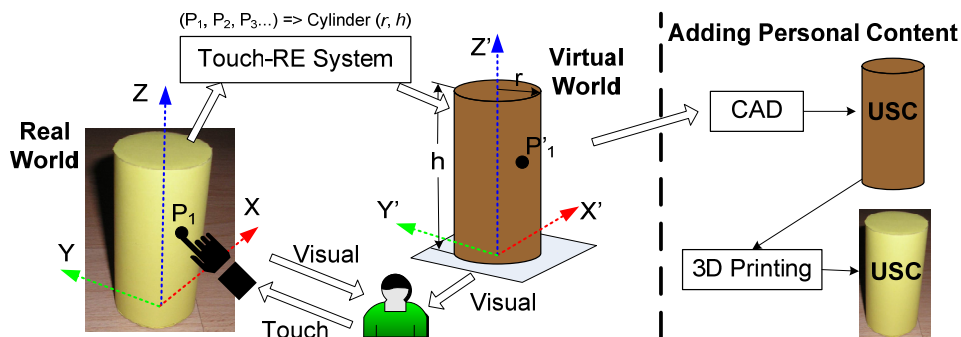 (P1, P2, P3...) => Cylinder (r, h)
Touch-RE System
Real
World
Z
P1
X
Y
Visual
Touch
Z'
Virtual
World
r
h
P'1
Y'
X'
Visual
Adding Personal Content
CAD
USC
3D Printing
USC